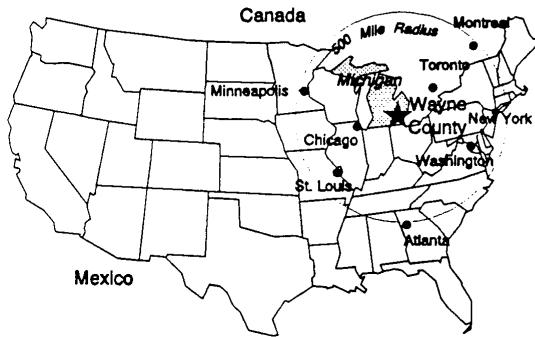 Canada
Montreal
500 Mile Radius
Toronto
Michigan
Minneapolis
Wayne
County
New York
Chicago
Washington
St. Louis
Atlanta
Mexico